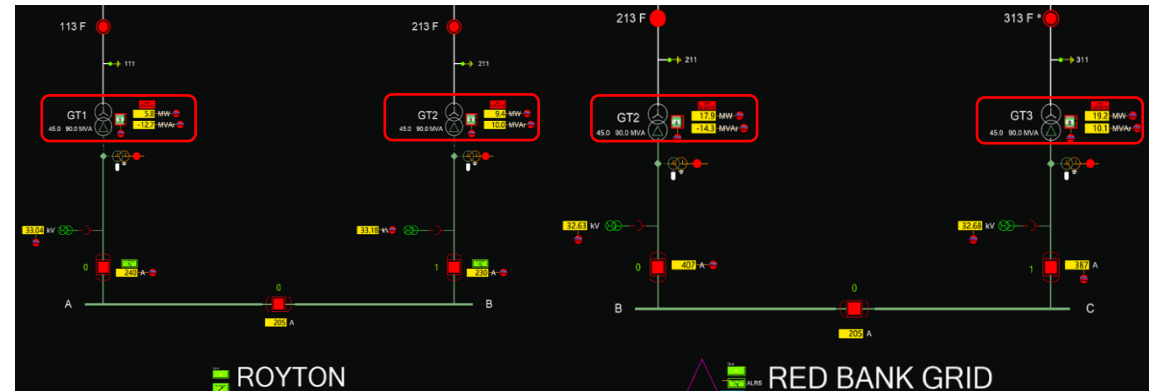 113 F
213 F
213 F
313 F *
111
211
211
311
GT1
45.0 90.0 MVA
5.8 MW
-12.7 MVAr
GT2
45.0 90.0 MVA
9.4 MW
10.0 MVAr
GT2
45.0 90.0 MVA
17.9 MW
-14.3 MVAr
GT3
45.0 90.0 MVA
19.2 MW
10.1 MVAr
33.04 kV
33.18 kV
32.63 kV
32.68 kV
0
240 A
1
230 A
0
407 A
1
387 A
A
0
B
205 A
B
0
C
205 A
ROYTON
ALRS
RED BANK GRID